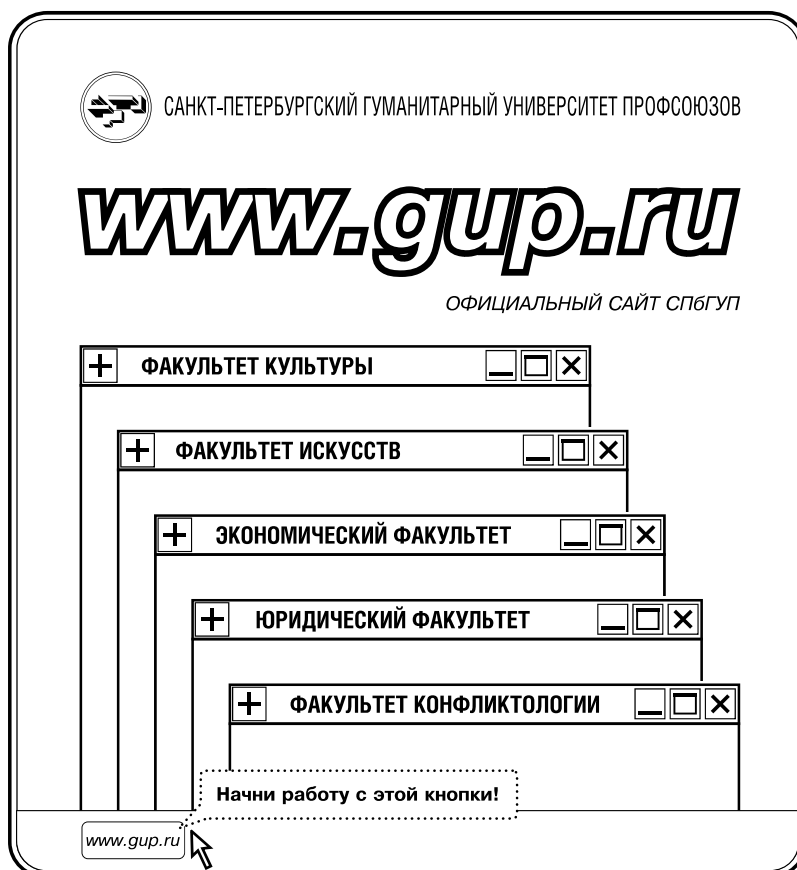 САНКТ-ПЕТЕРБУРГСКИЙ ГУМАНИТАРНЫЙ УНИВЕРСИТЕТ ПРОФСОЮЗОВ
www.gup.ru
ОФИЦИАЛЬНЫЙ САЙТ СПбГУП
ФАКУЛЬТЕТ КУЛЬТУРЫ
ФАКУЛЬТЕТ ИСКУССТВ
ЭКОНОМИЧЕСКИЙ ФАКУЛЬТЕТ
ЮРИДИЧЕСКИЙ ФАКУЛЬТЕТ
ФАКУЛЬТЕТ КОНФЛИКТОЛОГИИ
Начни работу с этой кнопки!
www.gup.ru